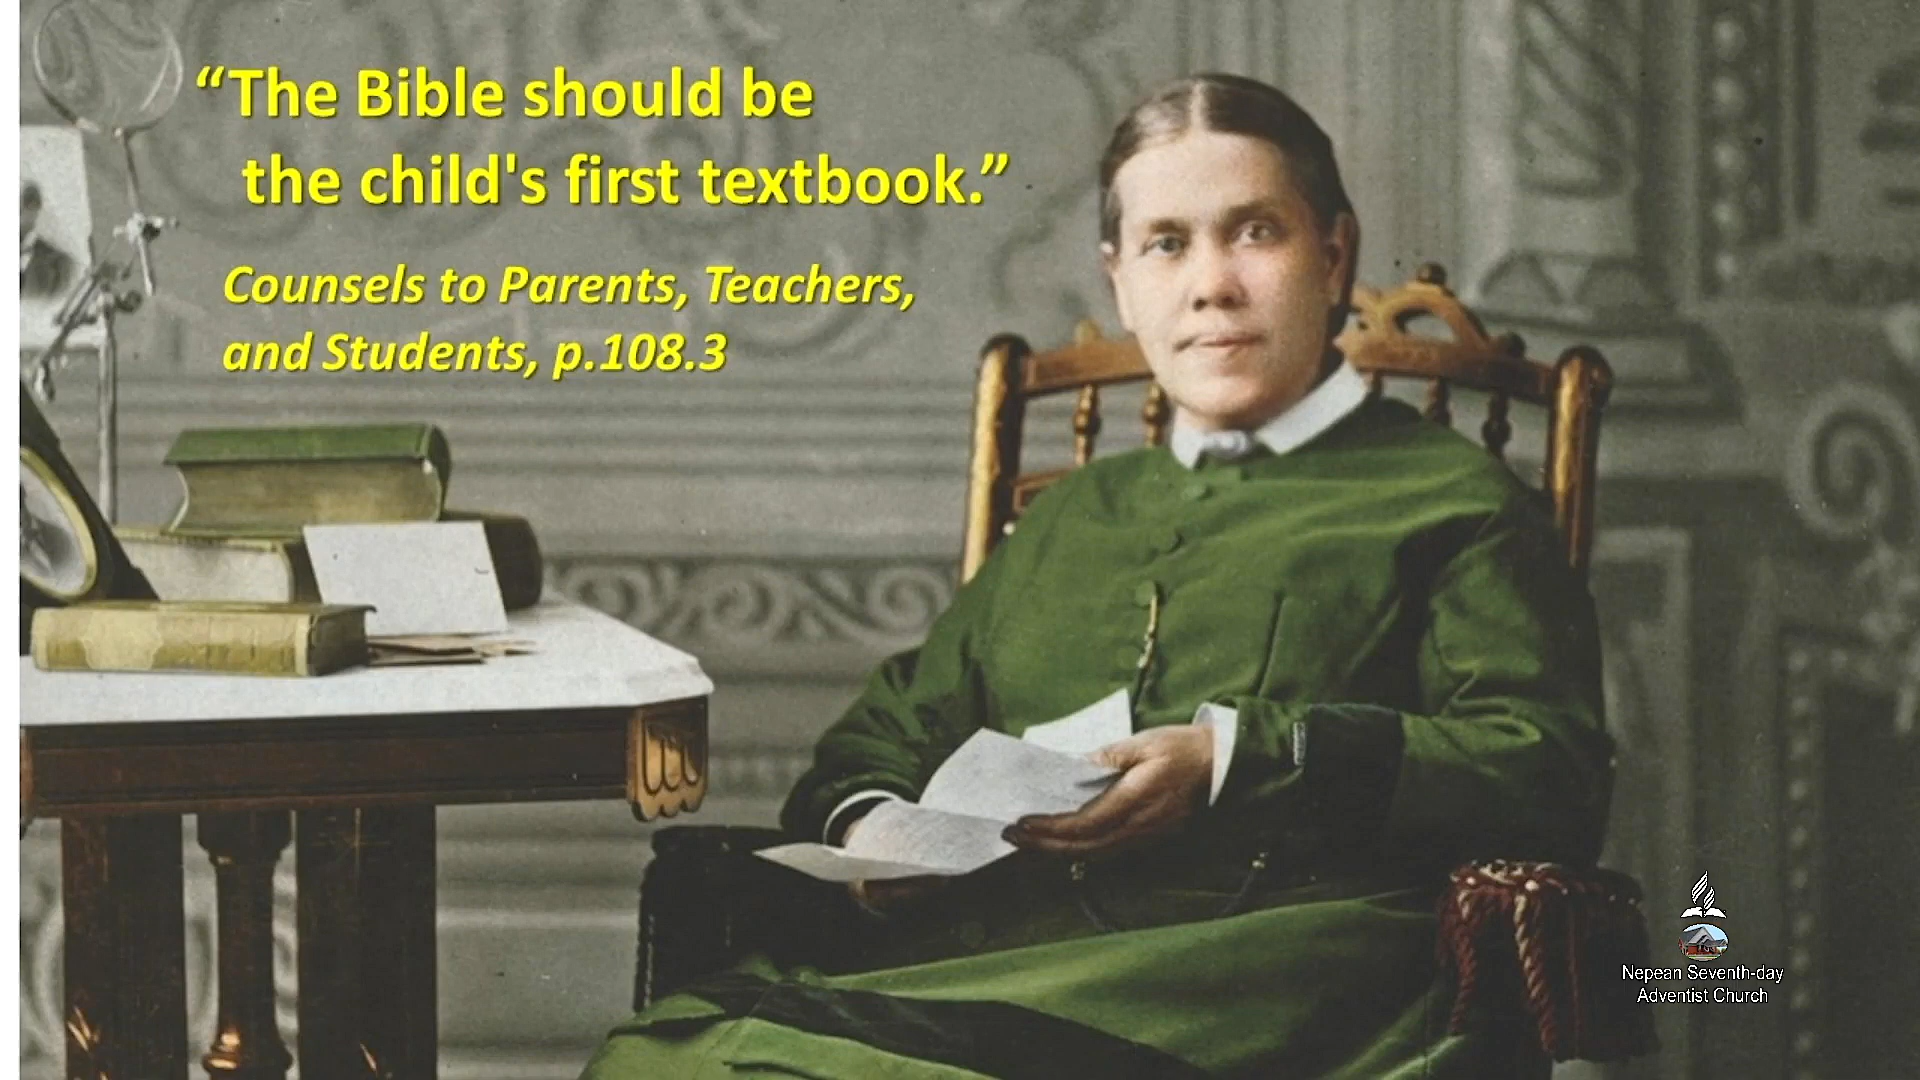 “The Bible should be
the child's first textbook.”
Counsels to Parents, Teachers,
and Students, p.108.3
Nepean Seventh-day
Adventist Church